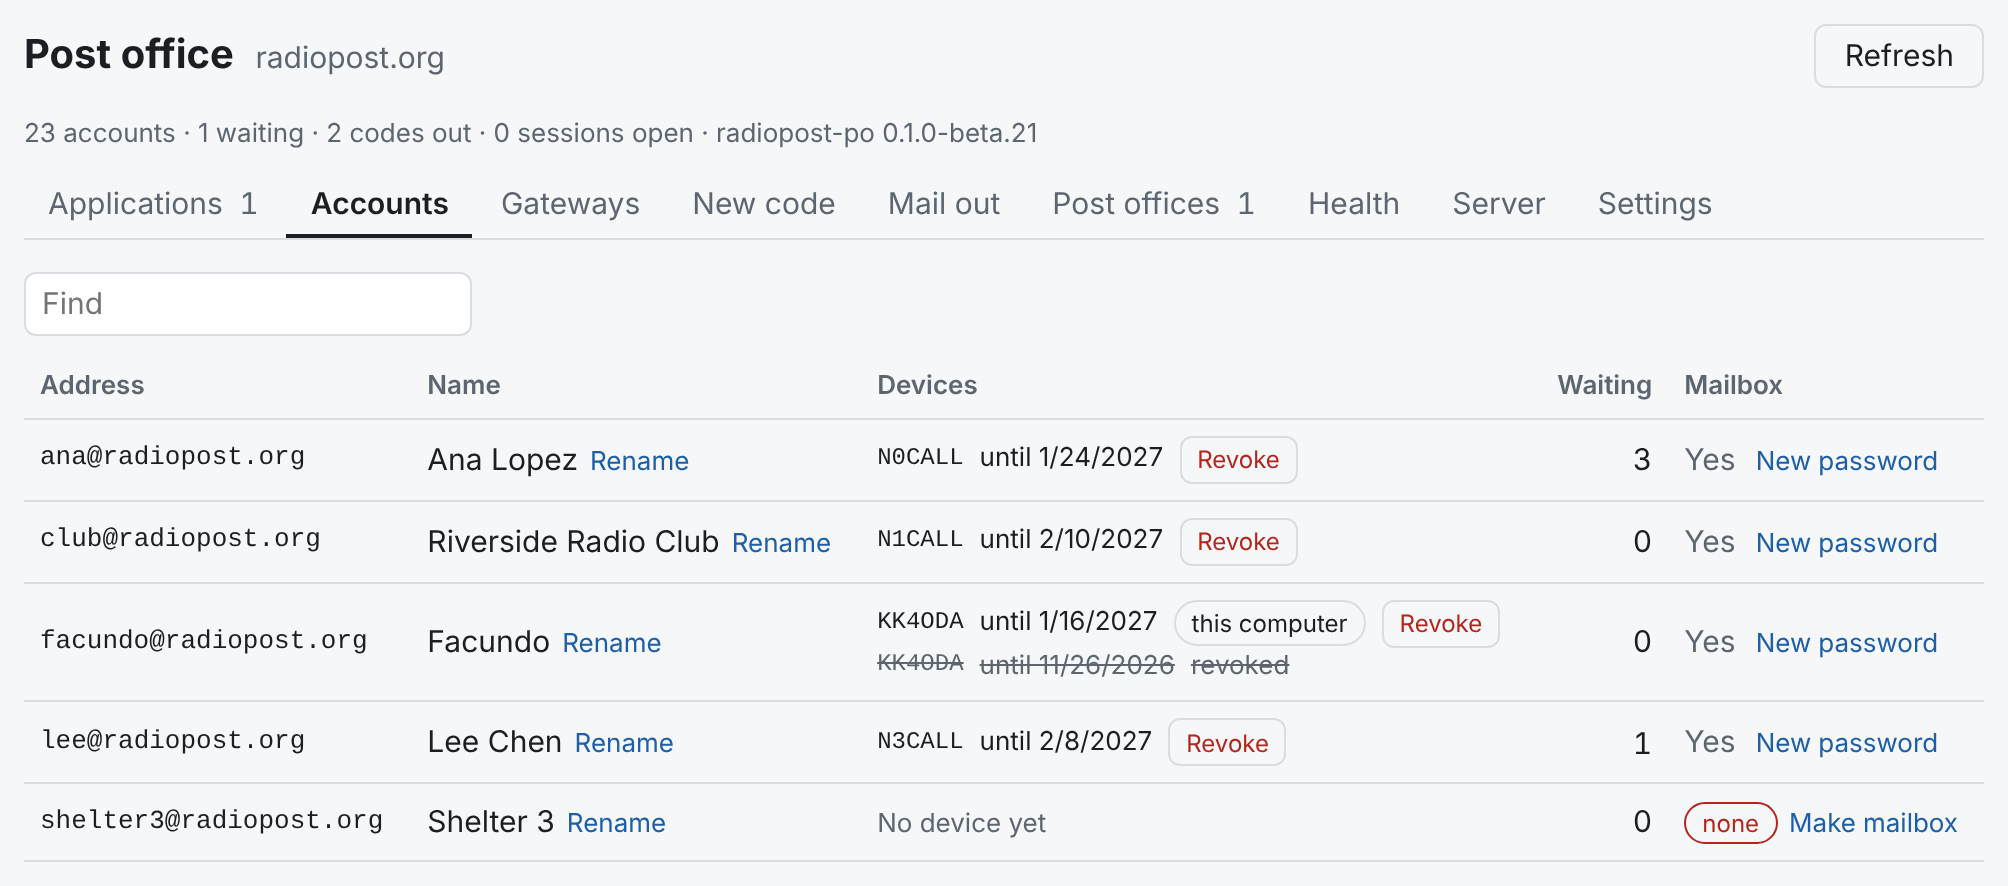 Post office radiopost.org Refresh
23 accounts · 1 waiting · 2 codes out · 0 sessions open · radiopost-po 0.1.0-beta.21
Applications 1 Accounts Gateways New code Mail out Post offices 1 Health Server Settings
Find
Address Name Devices Waiting Mailbox
ana@radiopost.org Ana Lopez Rename N0CALL until 1/24/2027 Revoke 3 Yes New password
club@radiopost.org Riverside Radio Club Rename N1CALL until 2/10/2027 Revoke 0 Yes New password
facundo@radiopost.org Facundo Rename KK4ODA until 1/16/2027 this computer Revoke 0 Yes New password
KK4ODA until 11/26/2026 revoked
lee@radiopost.org Lee Chen Rename N3CALL until 2/8/2027 Revoke 1 Yes New password
shelter3@radiopost.org Shelter 3 Rename No device yet 0 none Make mailbox